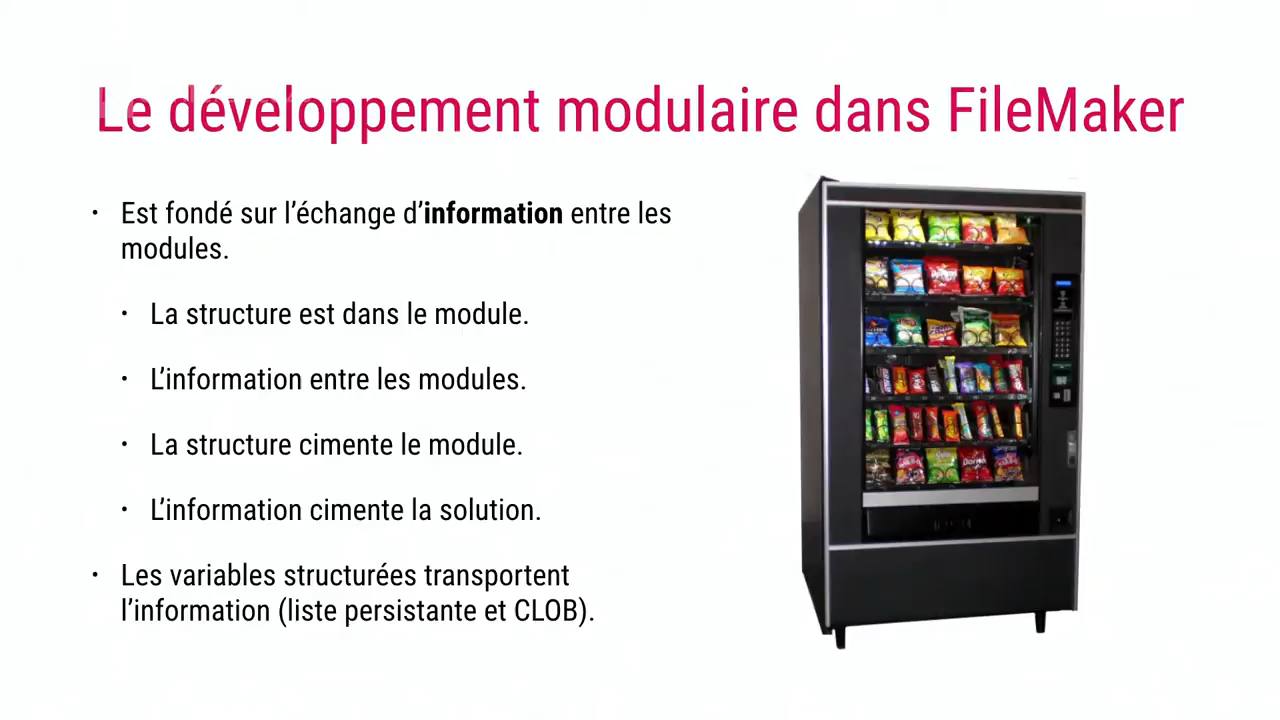 Le développement modulaire dans FileMaker
· Est fondé sur l’échange d’information entre les
modules.
· La structure est dans le module.
· L’information entre les modules.
· La structure cimente le module.
· L’information cimente la solution.
· Les variables structurées transportent
l’information (liste persistante et CLOB).